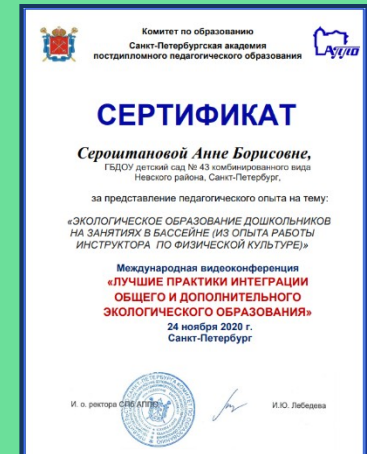 Комитет по образованию
Санкт-Петербургская академия
постдипломного педагогического образования
АППО
СЕРТИФИКАТ
Сероштановой Анне Борисовне,
ГБДОУ детский сад № 43 комбинированного вида
Невского района, Санкт-Петербург,
за представление педагогического опыта на тему:
«ЭКОЛОГИЧЕСКОЕ ОБРАЗОВАНИЕ ДОШКОЛЬНИКОВ
НА ЗАНЯТИЯХ В БАССЕЙНЕ (ИЗ ОПЫТА РАБОТЫ
ИНСТРУКТОРА ПО ФИЗИЧЕСКОЙ КУЛЬТУРЕ)»
Международная видеоконференция
«ЛУЧШИЕ ПРАКТИКИ ИНТЕГРАЦИИ
ОБЩЕГО И ДОПОЛНИТЕЛЬНОГО
ЭКОЛОГИЧЕСКОГО ОБРАЗОВАНИЯ»
24 ноября 2020 г.
Санкт-Петербург
И. о. ректора СПб АППО
И.Ю. Лебедева